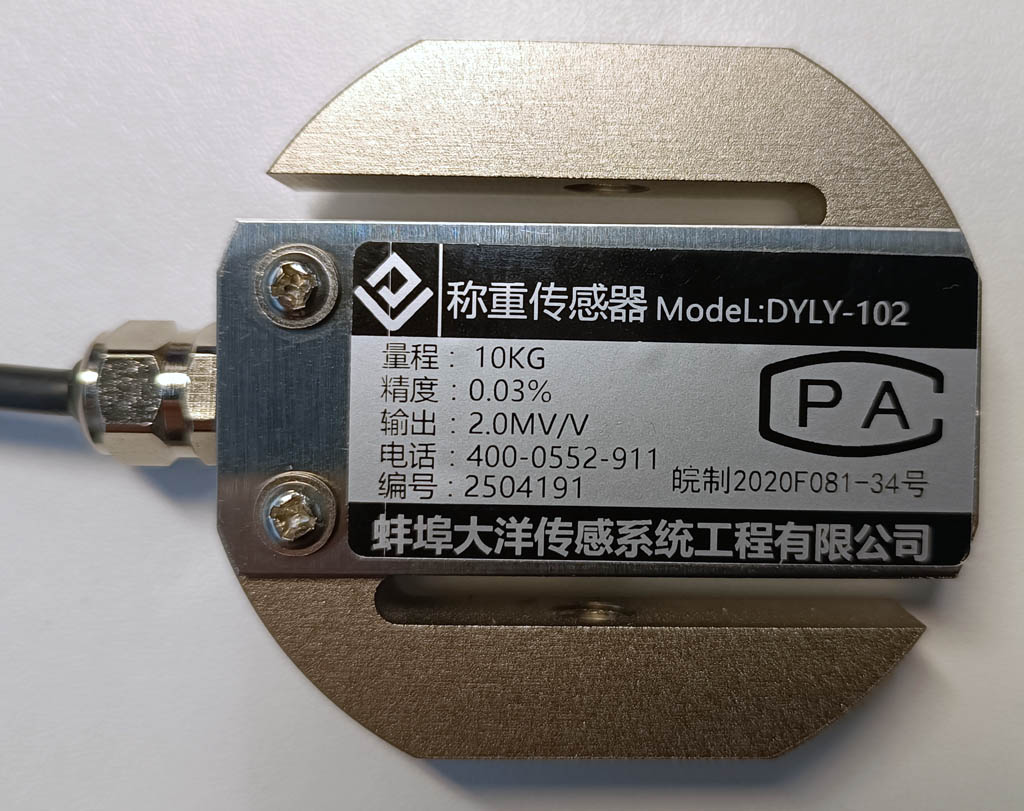 称重传感器 ModeL:DYLY-102
量程: 10KG
精度: 0.03%
输出: 2.0MV/V
电话: 400-0552-911
编号: 2504191
CPA
皖制2020F081-34号
蚌埠大洋传感系统工程有限公司